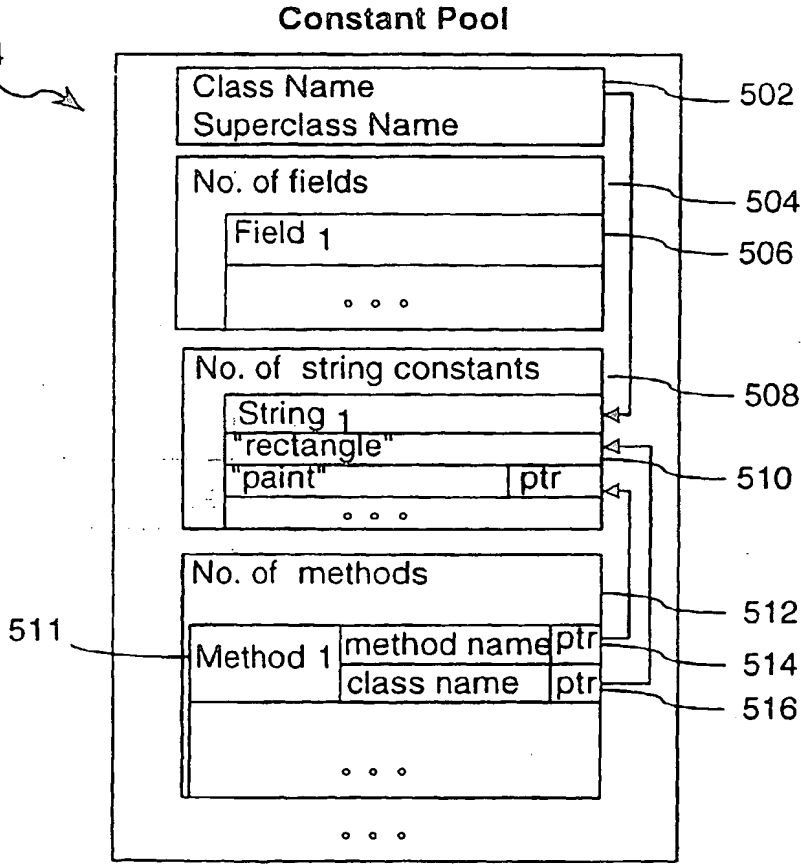 Constant Pool
4
Class Name
Superclass Name
502
No. of fields
504
Field 1
506
No. of string constants
508
String 1
"rectangle"
510
"paint" ptr
No. of methods
512
511
Method 1 method name ptr
514
class name ptr
516